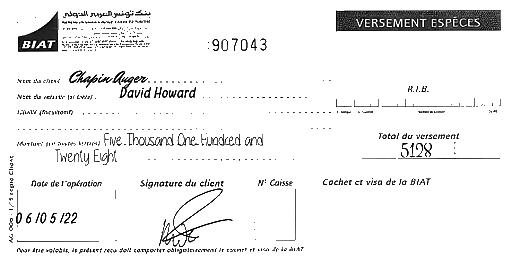 بنك تونس العربي الدولي
BIAT
VERSEMENT ESPÈCES
:907043
Nom du client Chapin Auger
Nom du remettant (si tiers) David Howard
R.I.B.
Libellé (facultatif)
Montant (en toutes lettres) Five Thousand One Hundred and
Twenty Eight
Total du versement
5128
Date de l'opération
Signature du client
N° Caisse
Cachet et visa de la BIAT
06/05/22
Pour être valable, le présent reçu doit comporter obligatoirement le cachet et visa de la BIAT